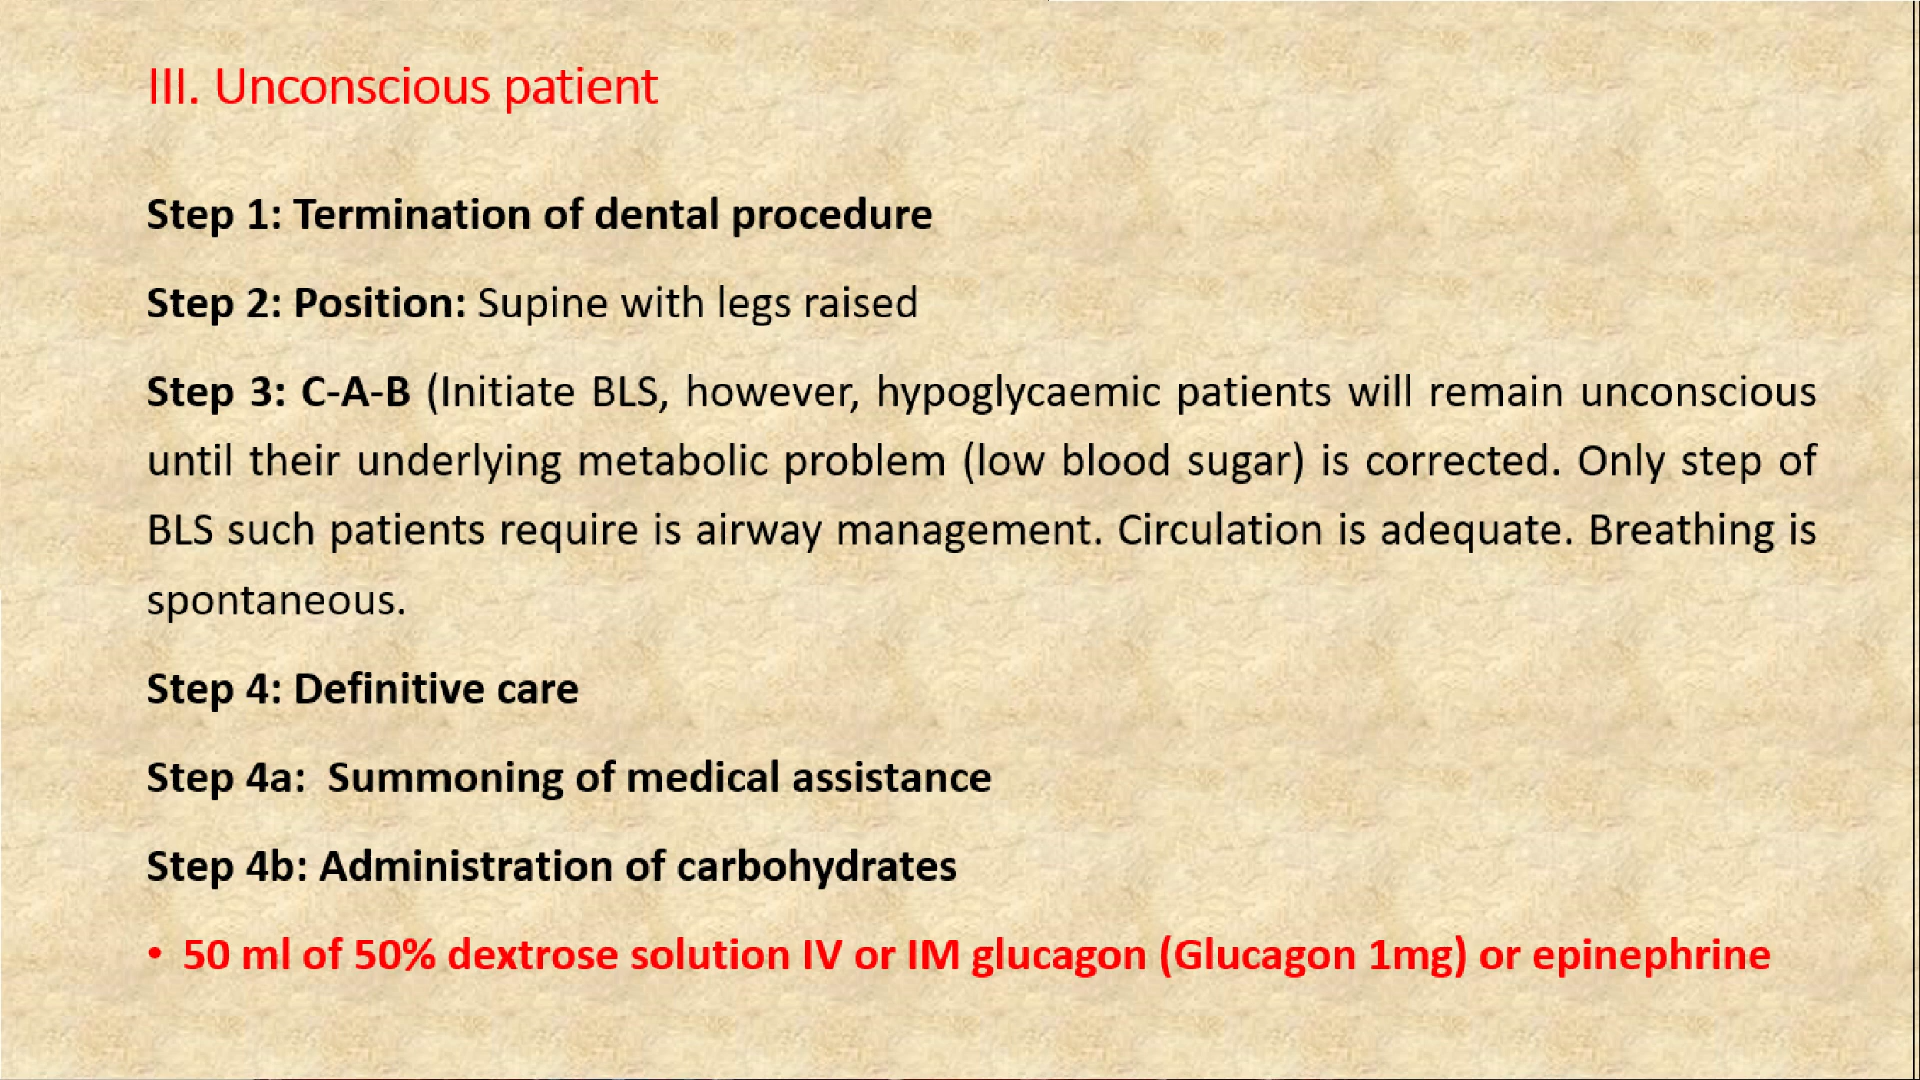 III. Unconscious patient
Step 1: Termination of dental procedure
Step 2: Position: Supine with legs raised
Step 3: C-A-B (Initiate BLS, however, hypoglycaemic patients will remain unconscious
until their underlying metabolic problem (low blood sugar) is corrected. Only step of
BLS such patients require is airway management. Circulation is adequate. Breathing is
spontaneous.
Step 4: Definitive care
Step 4a:  Summoning of medical assistance
Step 4b: Administration of carbohydrates
• 50 ml of 50% dextrose solution IV or IM glucagon (Glucagon 1mg) or epinephrine